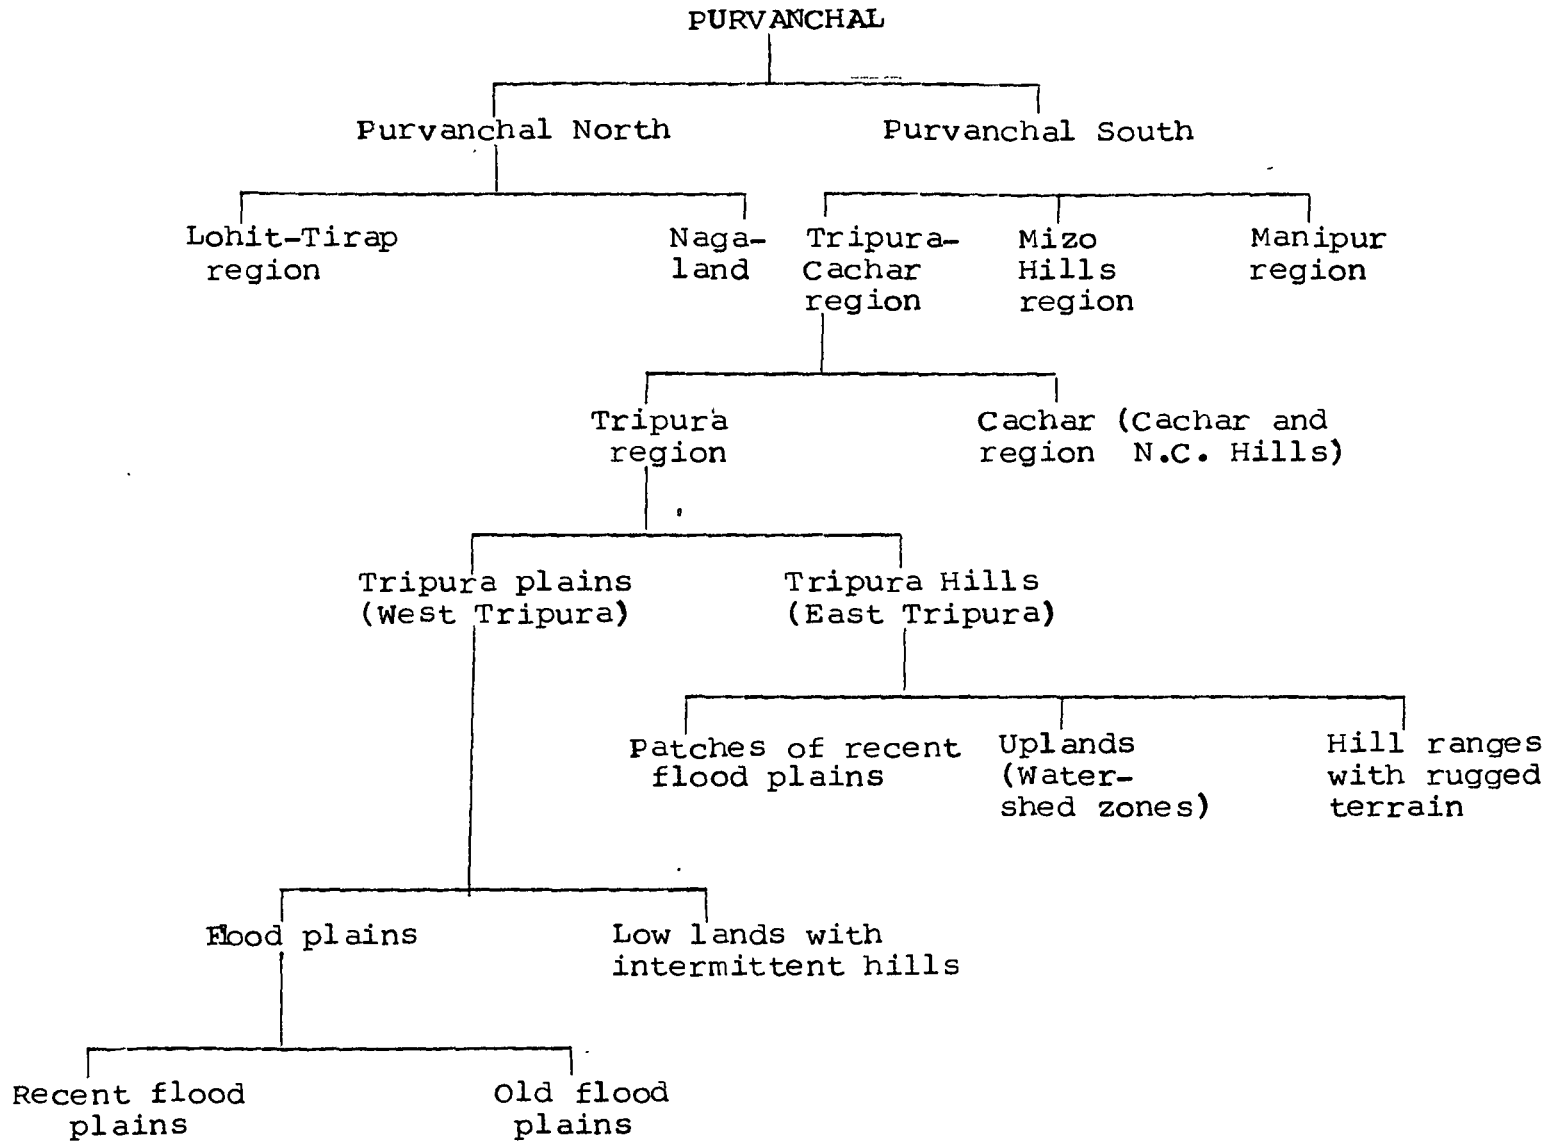 PURVANCHAL
Purvanchal North
Purvanchal South
Lohit-Tirap
region
Naga-
land
Tripura-
Cachar
region
Mizo
Hills
region
Manipur
region
Tripura
region
Cachar (Cachar and
region N.C. Hills)
Tripura plains
(West Tripura)
Tripura Hills
(East Tripura)
Patches of recent
flood plains
Uplands
(Water-
shed zones)
Hill ranges
with rugged
terrain
Flood plains
Low lands with
intermittent hills
Recent flood
plains
Old flood
plains